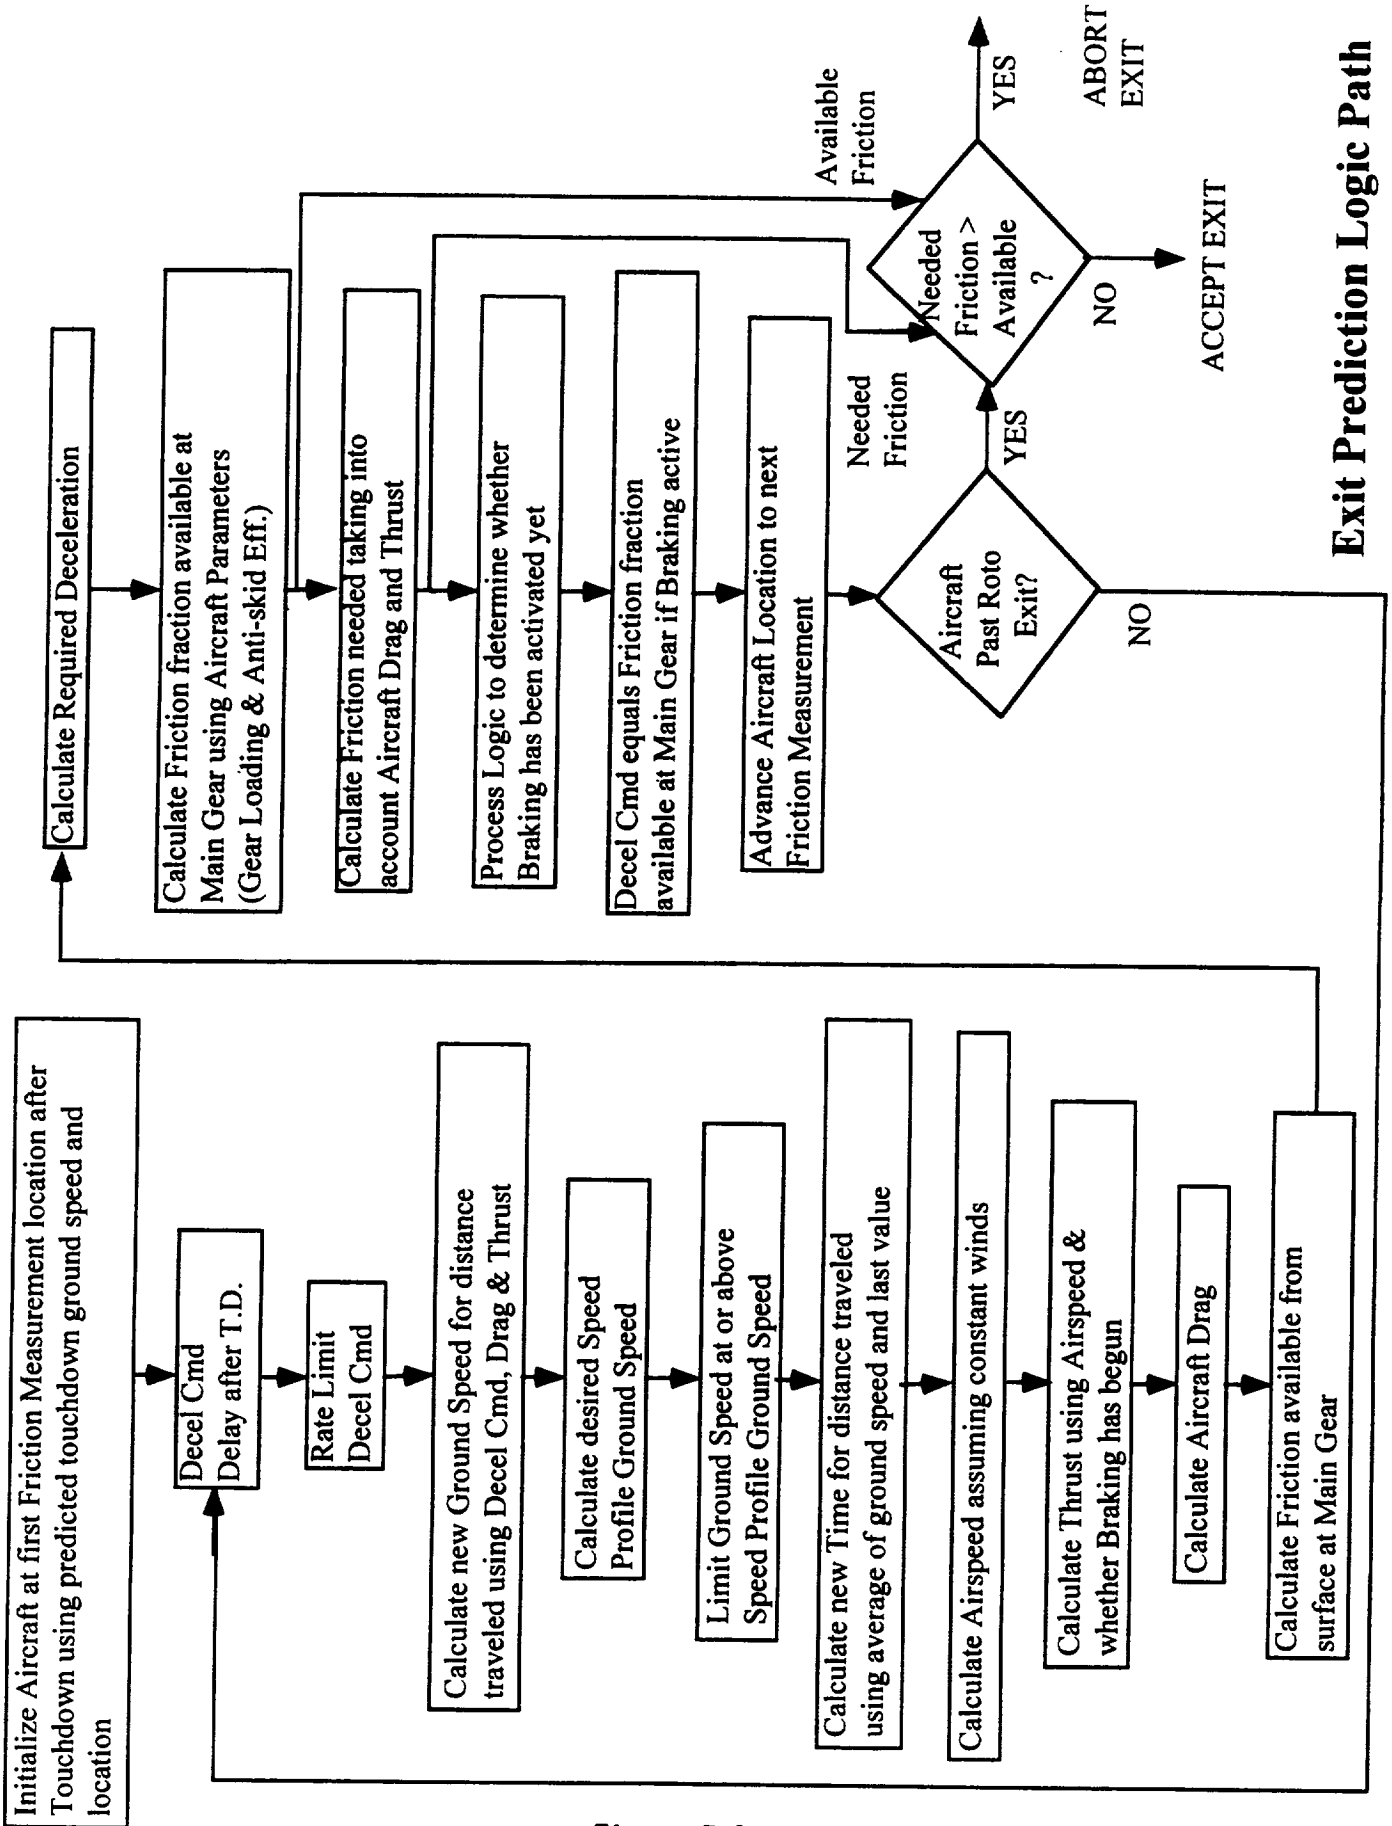 Initialize Aircraft at first Friction Measurement location after
Touchdown using predicted touchdown ground speed and
location
Decel Cmd
Delay after T.D.
Rate Limit
Decel Cmd
Calculate new Ground Speed for distance
traveled using Decel Cmd, Drag & Thrust
Calculate desired Speed
Profile Ground Speed
Limit Ground Speed at or above
Speed Profile Ground Speed
Calculate new Time for distance traveled
using average of ground speed and last value
Calculate Airspeed assuming constant winds
Calculate Thrust using Airspeed &
whether Braking has begun
Calculate Aircraft Drag
Calculate Friction available from
surface at Main Gear
Calculate Required Deceleration
Calculate Friction fraction available at
Main Gear using Aircraft Parameters
(Gear Loading & Anti-skid Eff.)
Calculate Friction needed taking into
account Aircraft Drag and Thrust
Process Logic to determine whether
Braking has been activated yet
Decel Cmd equals Friction fraction
available at Main Gear if Braking active
Advance Aircraft Location to next
Friction Measurement
Aircraft
Past Roto
Exit?
NO
YES
Needed
Friction
Available
Friction
Needed
Friction >
Available
?
NO
YES
ACCEPT EXIT
ABORT
EXIT
Exit Prediction Logic Path